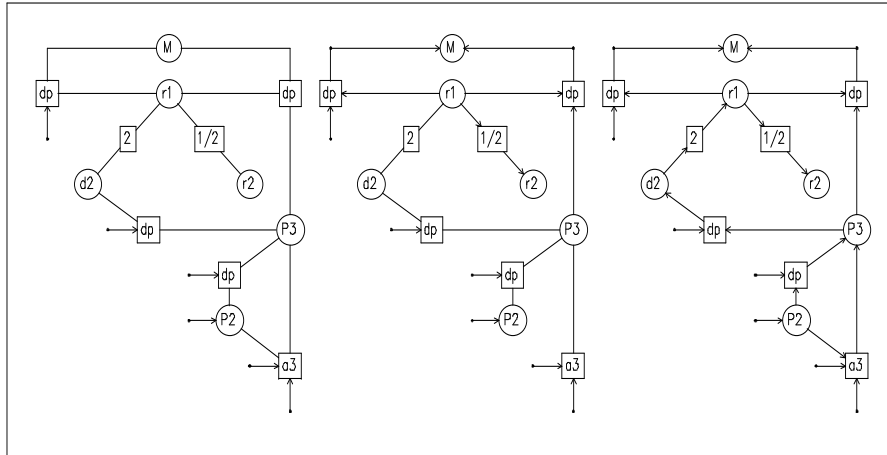 M M M
dp r1 dp dp r1 dp dp r1 dp
2 1/2 2 1/2 2 1/2
d2 r2 d2 r2 d2 r2
dp P3 dp P3 dp P3
dp dp dp
P2 P2 P2
a3 a3 a3